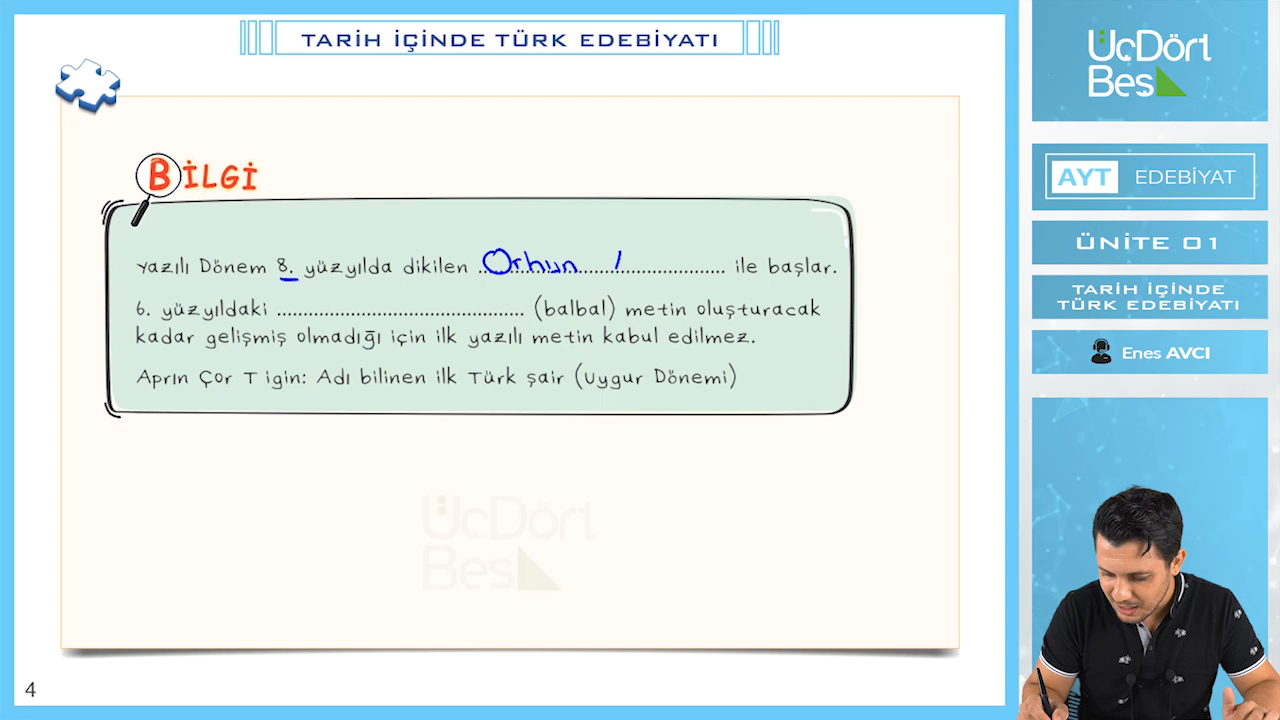 TARİH İÇİNDE TÜRK EDEBİYATI
BİLGİ
Yazılı Dönem 8. yüzyılda dikilen Orhun ........................ ile başlar.
6. yüzyıldaki ....................................... (balbal) metin oluşturacak
kadar gelişmiş olmadığı için ilk yazılı metin kabul edilmez.
Aprın Çor T igin: Adı bilinen ilk Türk şair (Uygur Dönemi)
ÜçDört
Beş
4
ÜçDört
Beş
AYT EDEBİYAT
ÜNİTE 01
TARİH İÇİNDE
TÜRK EDEBİYATI
Enes AVCI